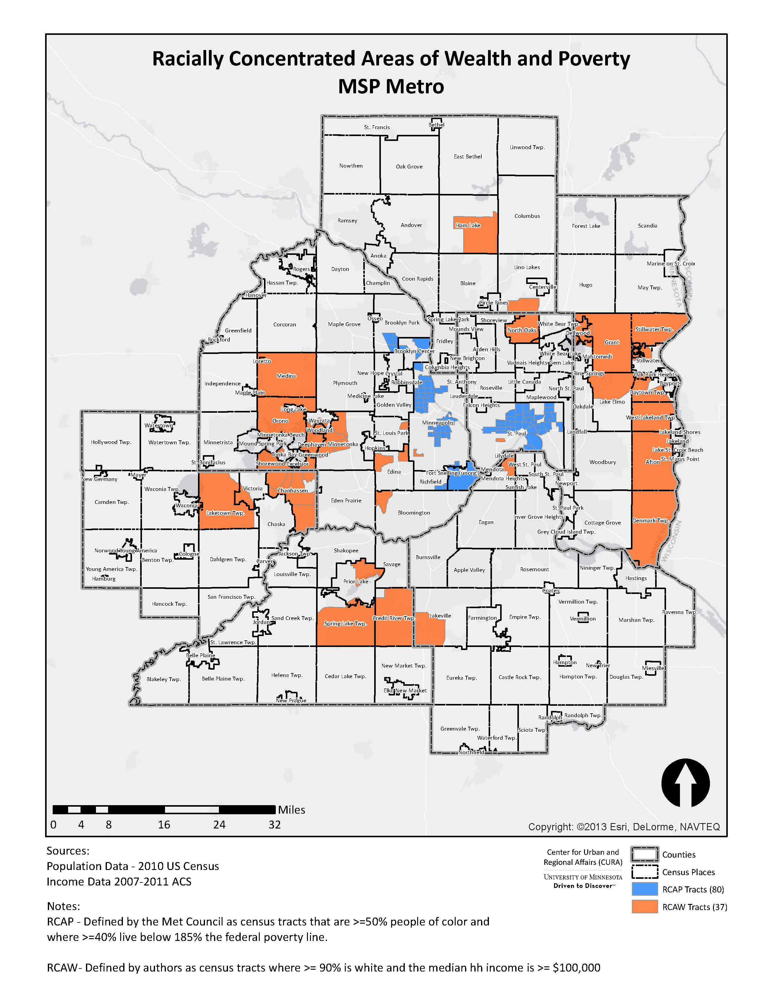 Racially Concentrated Areas of Wealth and Poverty
MSP Metro
St. Francis
Bethel
Linwood Twp.
East Bethel
Nowthen
Oak Grove
Columbus
Ramsey
Andover
Ham Lake
Forest Lake
Scandia
Anoka
Marine on St. Croix
Lino Lakes
Rogers
Dayton
Coon Rapids
Hassan Twp.
Champlin
Blaine
Centerville
Hugo
May Twp.
WISCONSIN
MINNESOTA
Hanover
Circle Pines
Osseo
Spring Lake Park
Shoreview
Brooklyn Park
White Bear Twp.
Corcoran
Maple Grove
Greenfield
Mounds View
North Oaks
Stillwater Twp.
Dellwood
Rockford
Fridley
Grant
Brooklyn Center
Arden Hills
White Bear Lake
Mahtomedi
New Brighton
Loretto
Vadnais Heights
Gem Lake
Stillwater
Columbia Heights
New Hope
Crystal
Pine Springs
Oak Park Heights
Medina
Independence
Plymouth
Robbinsdale
St. Anthony
Little Canada
Bayport
Roseville
North St. Paul
Maple Plain
Baytown Twp.
Medicine Lake
Lauderdale
Maplewood
Lake Elmo
Golden Valley
Falcon Heights
Oakdale
Long Lake
Orono
Wayzata
Minneapolis
West Lakeland Twp.
Watertown
Woodland
St. Louis Park
St. Paul
Landfall
Lakeland Shores
Minnetonka Beach
Hollywood Twp.
Watertown Twp.
Minnetrista
Mound
Spring Park
Deephaven
Minnetonka
Lakeland
Hopkins
Lake St. Croix Beach
Tonka Bay
Greenwood
Lilydale
St. Marys Point
St. Bonifacius
Shorewood
Excelsior
West St. Paul
Woodbury
Afton
Mendota
Edina
Fort Snelling (unorg.)
South St. Paul
New Germany
Mayer
Mendota Heights
Richfield
Newport
Waconia Twp.
Victoria
Chanhassen
Sunfish Lake
Camden Twp.
Eden Prairie
Waconia
St. Paul Park
Laketown Twp.
Bloomington
Inver Grove Heights
Chaska
Eagan
Cottage Grove
Denmark Twp.
Grey Cloud Island Twp.
MINNESOTA
WISCONSIN
Norwood Young America
Cologne
Jackson Twp.
Shakopee
Benton Twp.
Dahlgren Twp.
Carver
Savage
Burnsville
Young America Twp.
Louisville Twp.
Apple Valley
Rosemount
Nininger Twp.
Hamburg
Prior Lake
Hastings
Coates
San Francisco Twp.
Hancock Twp.
Vermillion Twp.
Ravenna Twp.
Sand Creek Twp.
Jordan
Spring Lake Twp.
Credit River Twp.
Lakeville
Farmington
Empire Twp.
Vermillion
Marshan Twp.
St. Lawrence Twp.
Belle Plaine
Hampton
New Trier
Miesville
New Market Twp.
Blakeley Twp.
Belle Plaine Twp.
Helena Twp.
Cedar Lake Twp.
Eureka Twp.
Castle Rock Twp.
Hampton Twp.
Douglas Twp.
Elko New Market
New Prague
Randolph
Randolph Twp.
Greenvale Twp.
Sciota Twp.
Waterford Twp.
Northfield
Miles
0 4 8 16 24 32
Copyright: ©2013 Esri, DeLorme, NAVTEQ
Sources:
Population Data - 2010 US Census
Income Data 2007-2011 ACS
Center for Urban and
Regional Affairs (CURA)
UNIVERSITY OF MINNESOTA
Driven to Discover℠
Counties
Census Places
RCAP Tracts (80)
RCAW Tracts (37)
Notes:
RCAP - Defined by the Met Council as census tracts that are >=50% people of color and
where >=40% live below 185% the federal poverty line.
RCAW- Defined by authors as census tracts where >= 90% is white and the median hh income is >= $100,000